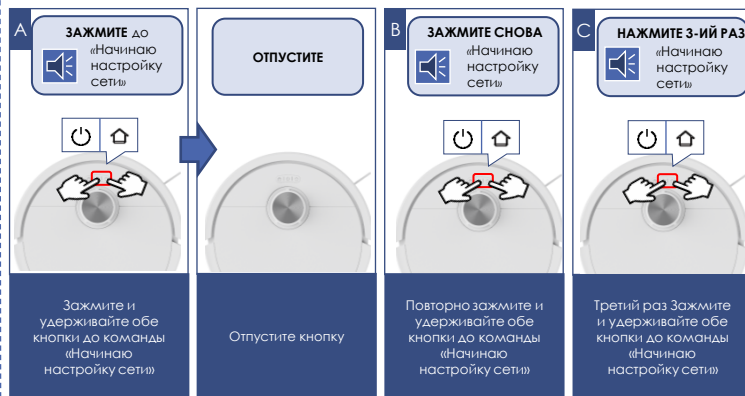 A
ЗАЖМИТЕ до
«Начинаю
настройку
сети»
Зажмите и
удерживайте обе
кнопки до команды
«Начинаю
настройку сети»
ОТПУСТИТЕ
Отпустите кнопку
B
ЗАЖМИТЕ СНОВА
«Начинаю
настройку
сети»
Повторно зажмите и
удерживайте обе
кнопки до команды
«Начинаю
настройку сети»
C
НАЖМИТЕ 3-ИЙ РАЗ
«Начинаю
настройку
сети»
Третий раз Зажмите
и удерживайте обе
кнопки до команды
«Начинаю
настройку сети»